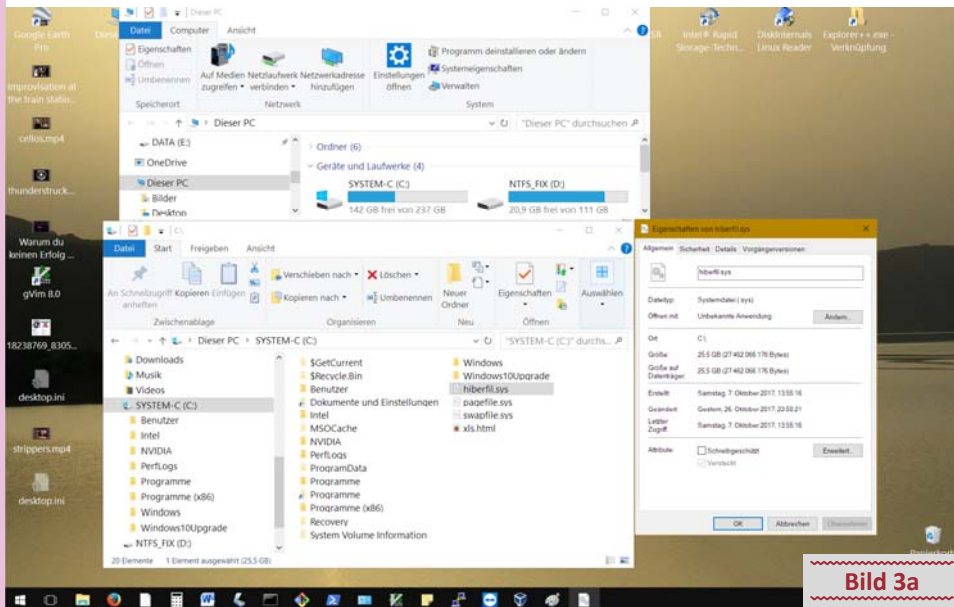 Google Earth
Pro
Improvisation at
the train statio...
cellos.mp4
thunderstruck...
Warum du
keinen Erfolg ...
gVim 8.0
18238769_8305...
desktop.ini
strippers.mp4
desktop.ini
Intel® Rapid
Storage-Techn...
DiskInternals
Linux Reader
Explorer++.exe -
Verknüpfung
Dieser PC
Datei Computer Ansicht
Eigenschaften
Öffnen
Umbenennen
Auf Medien
zugreifen
Netzlaufwerk
verbinden
Netzwerkadresse
hinzufügen
Einstellungen
öffnen
Programm deinstallieren oder ändern
Systemeigenschaften
Verwalten
Speicherort Netzwerk System
Dieser PC
"Dieser PC" durchsuchen
DATA (E:)
OneDrive
Dieser PC
Bilder
Desktop
Ordner (6)
Geräte und Laufwerke (4)
SYSTEM-C (C:)
142 GB frei von 237 GB
NTFS_FIX (D:)
20,9 GB frei von 111 GB
C:\
Datei Start Freigeben Ansicht
An Schnellzugriff
anheften
Kopieren
Einfügen
Verschieben nach
Kopieren nach
Löschen
Umbenennen
Neuer
Ordner
Eigenschaften
Auswählen
Zwischenablage Organisieren Neu Öffnen
Dieser PC > SYSTEM-C (C:)
"SYSTEM-C (C:)" durchs...
Downloads
Musik
Videos
SYSTEM-C (C:)
Benutzer
Intel
NVIDIA
PerfLogs
Programme
Programme (x86)
Windows
Windows10Upgrade
NTFS_FIX (D:)
$GetCurrent
$Recycle.Bin
Benutzer
Dokumente und Einstellungen
Intel
MSOCache
NVIDIA
PerfLogs
ProgramData
Programme
Programme
Programme (x86)
Recovery
System Volume Information
Windows
Windows10Upgrade
hiberfil.sys
pagefile.sys
swapfile.sys
xls.html
20 Elemente 1 Element ausgewählt (25,5 GB)
Eigenschaften von hiberfil.sys
Allgemein Sicherheit Details Vorgängerversionen
hiberfil.sys
Dateityp: Systemdatei (.sys)
Öffnen mit: Unbekannte Anwendung
Ändern...
Ort: C:\
Größe: 25,5 GB (27 462 066 176 Bytes)
Größe auf
Datenträger: 25,5 GB (27 462 066 176 Bytes)
Erstellt: Samstag, 7. Oktober 2017, 13:55:16
Geändert: Gestern, 26. Oktober 2017, 23:50:21
Letzter
Zugriff: Samstag, 7. Oktober 2017, 13:55:16
Attribute: Schreibgeschützt
Erweitert...
Versteckt
OK Abbrechen Übernehmen
Papierkorb
Bild 3a